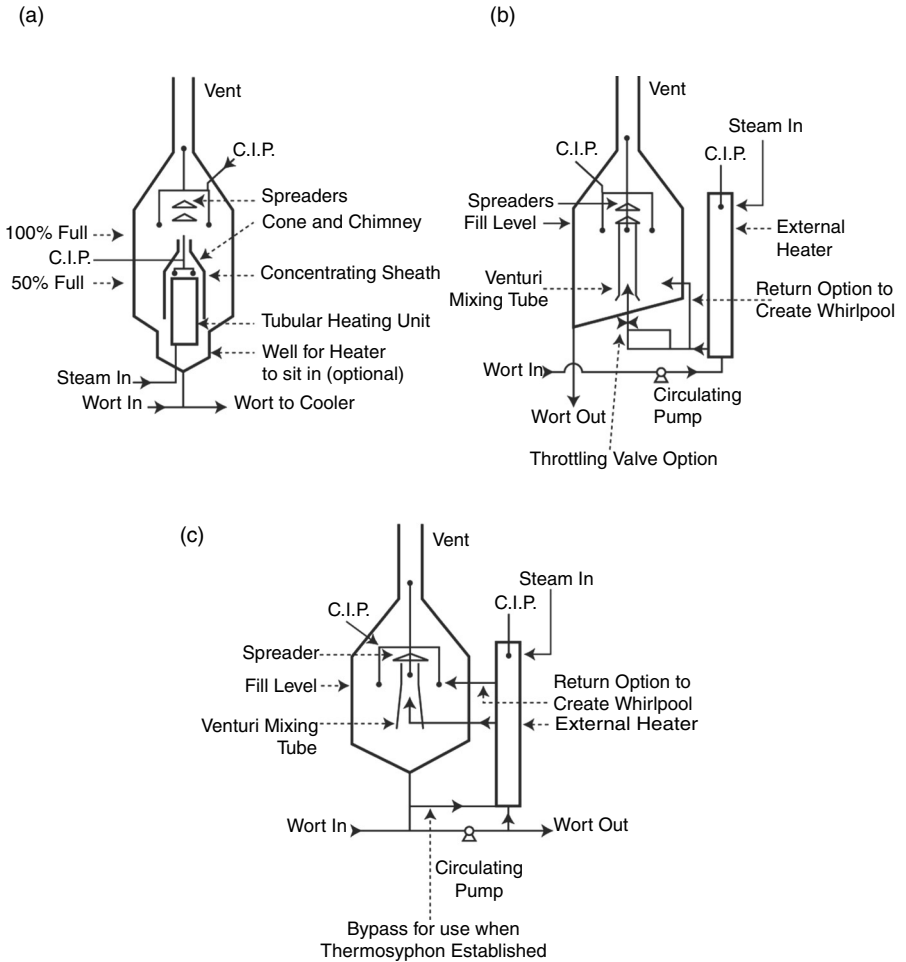 (a)
Vent
C.I.P.
Spreaders
Cone and Chimney
100% Full
C.I.P.
50% Full
Concentrating Sheath
Tubular Heating Unit
Well for Heater
to sit in (optional)
Steam In
Wort In
Wort to Cooler
(b)
Vent
Steam In
C.I.P.
C.I.P.
Spreaders
Fill Level
External
Heater
Venturi
Mixing Tube
Return Option to
Create Whirlpool
Wort In
Circulating
Pump
Wort Out
Throttling Valve Option
(c)
Vent
Steam In
C.I.P.
C.I.P.
Spreader
Fill Level
Return Option to
Create Whirlpool
External Heater
Venturi Mixing
Tube
Wort In
Wort Out
Circulating
Pump
Bypass for use when
Thermosyphon Established